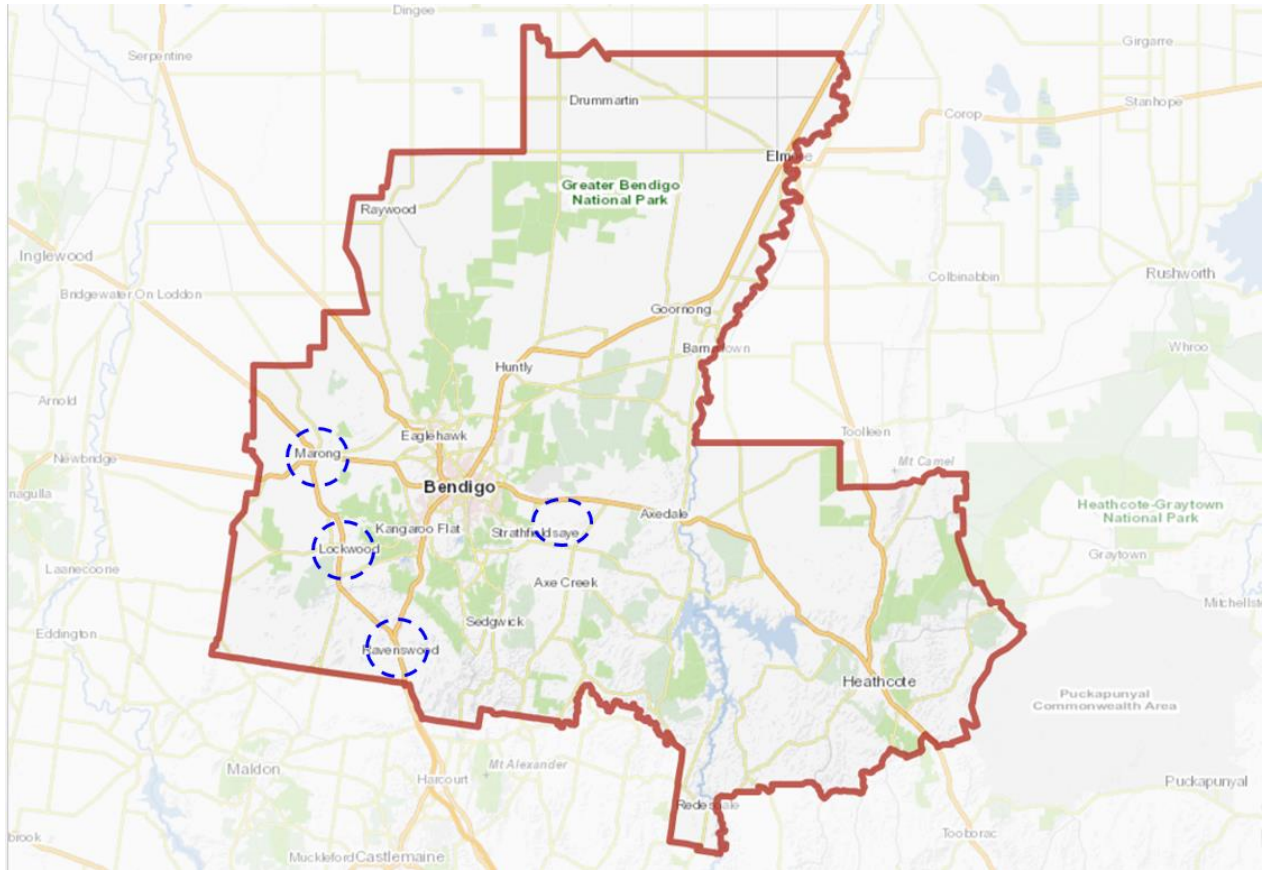 Dingee
Girgarre
Serpentine
Drummartin
Stanhope
Corop
Elmore
Greater Bendigo
National Park
Raywood
Inglewood
Rushworth
Colbinabbin
Bridgewater On Loddon
Goornong
Whroo
Huntly
Arnold
Toolleen
Eaglehawk
Marong
Newbridge
Mt Camel
Bendigo
Heathcote-Graytown
National Park
Axedale
Kangaroo Flat
Strathfieldsaye
Lockwood
Graytown
Laanecoorie
Axe Creek
Eddington
Sedgwick
Ravenswood
Heathcote
Puckapunyal
Commonwealth Area
Mt Alexander
Maldon
Harcourt
Puckapunyal
Redesdale
Tooborac
Muckleford
Castlemaine